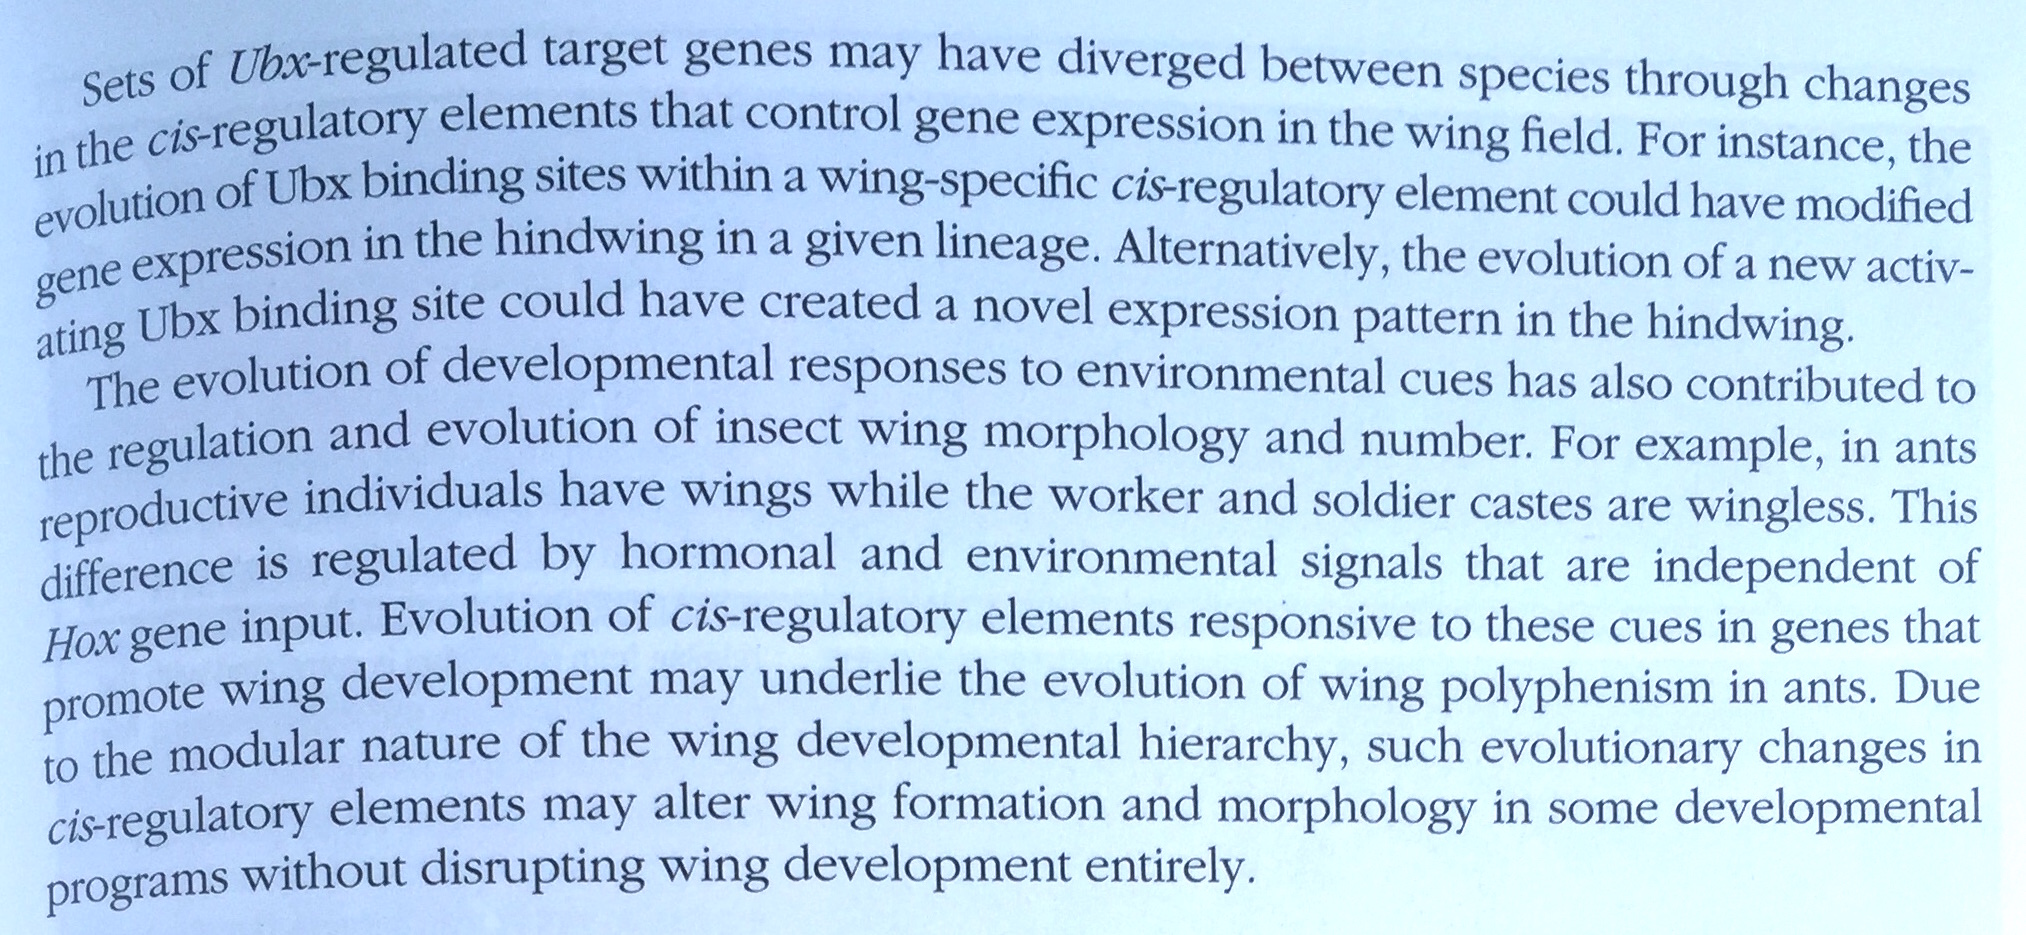 Sets of Ubx-regulated target genes may have diverged between species through changes
in the cis-regulatory elements that control gene expression in the wing field. For instance, the
evolution of Ubx binding sites within a wing-specific cis-regulatory element could have modified
gene expression in the hindwing in a given lineage. Alternatively, the evolution of a new activ-
ating Ubx binding site could have created a novel expression pattern in the hindwing.
The evolution of developmental responses to environmental cues has also contributed to
the regulation and evolution of insect wing morphology and number. For example, in ants
reproductive individuals have wings while the worker and soldier castes are wingless. This
difference is regulated by hormonal and environmental signals that are independent of
Hox gene input. Evolution of cis-regulatory elements responsive to these cues in genes that
promote wing development may underlie the evolution of wing polyphenism in ants. Due
to the modular nature of the wing developmental hierarchy, such evolutionary changes in
cis-regulatory elements may alter wing formation and morphology in some developmental
programs without disrupting wing development entirely.